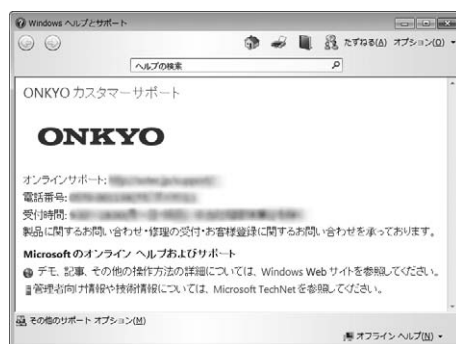 Windows ヘルプとサポート
たずねる(A) オプション(O)
ヘルプの検索
ONKYO カスタマーサポート
ONKYO
オンラインサポート:
電話番号:
受付時間:
製品に関するお問い合わせ・修理の受付・お客様登録に関するお問い合わせを承っております。
Microsoft のオンライン ヘルプおよびサポート
デモ、記事、その他の操作方法の詳細については、Windows Web サイトを参照してください。
管理者向け情報や技術情報については、Microsoft TechNet を参照してください。
その他のサポート オプション(M)
オフライン ヘルプ(N)